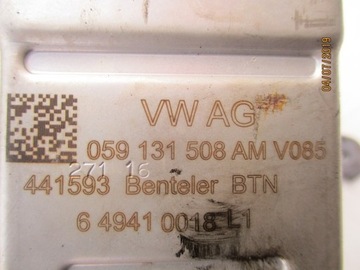 VW AG
059 131 508 AM V085
271 16
441593 Benteler BTN
6 4941 0018 L1
04/07/2019